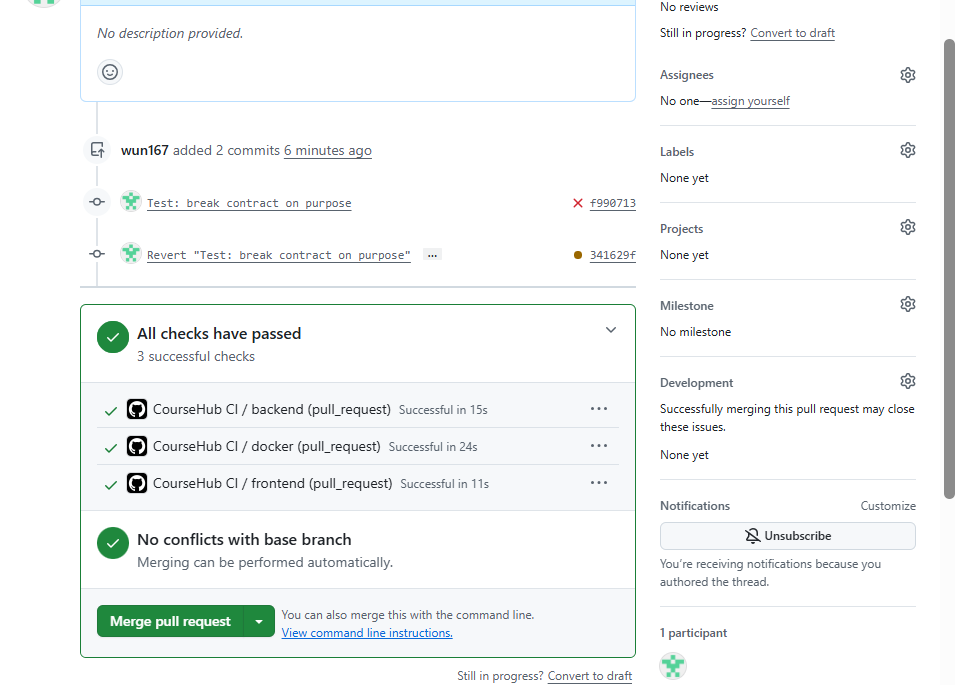 No description provided.
wun167 added 2 commits 6 minutes ago
Test: break contract on purpose
f990713
Revert "Test: break contract on purpose" ...
341629f
All checks have passed
3 successful checks
CourseHub CI / backend (pull_request) Successful in 15s
CourseHub CI / docker (pull_request) Successful in 24s
CourseHub CI / frontend (pull_request) Successful in 11s
No conflicts with base branch
Merging can be performed automatically.
Merge pull request
You can also merge this with the command line.
View command line instructions.
Still in progress? Convert to draft
No reviews
Still in progress? Convert to draft
Assignees
No one—assign yourself
Labels
None yet
Projects
None yet
Milestone
No milestone
Development
Successfully merging this pull request may close
these issues.
None yet
Notifications
Customize
Unsubscribe
You're receiving notifications because you
authored the thread.
1 participant